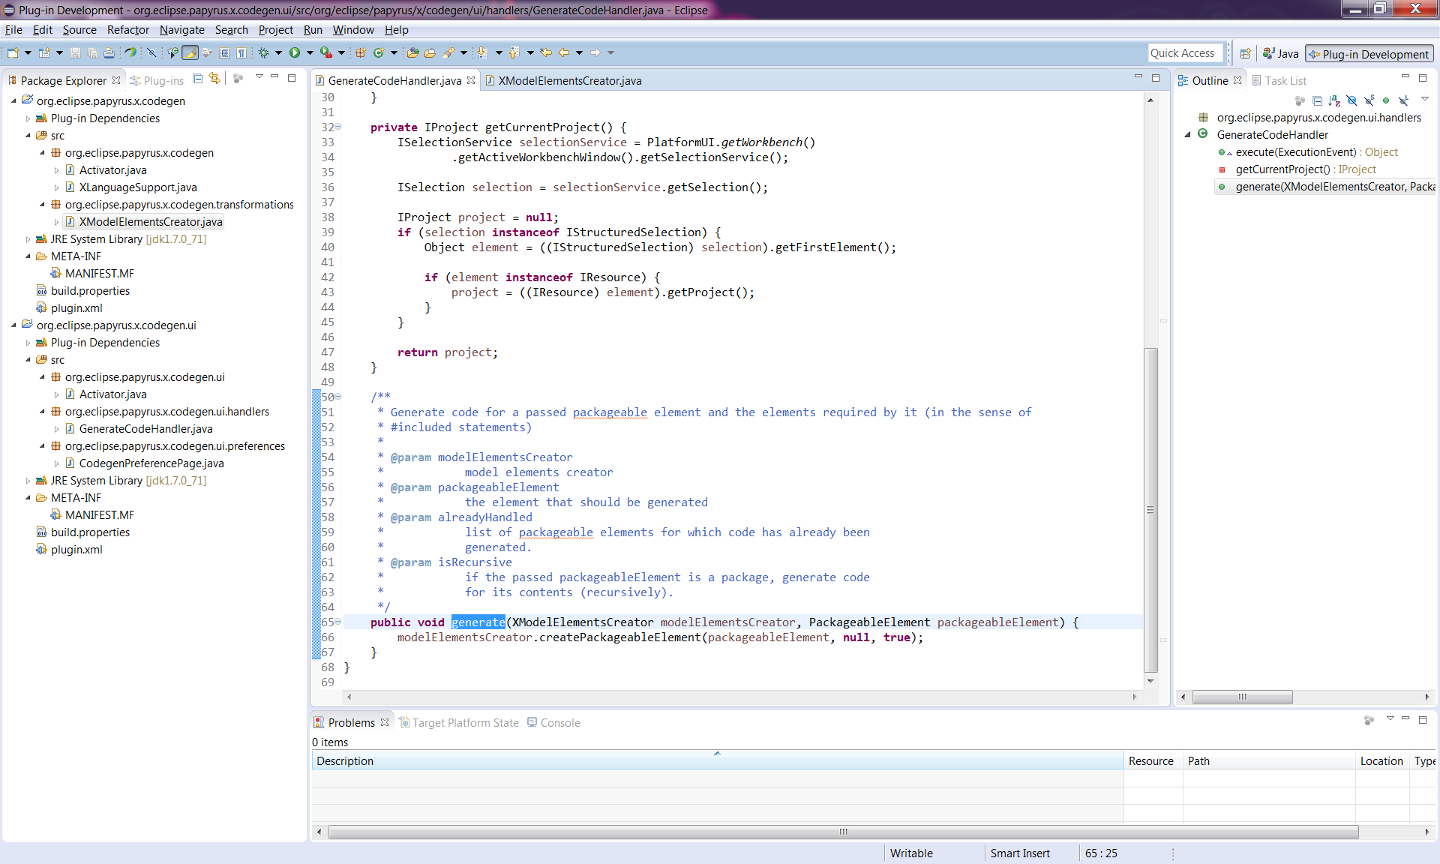 Plug-in Development - org.eclipse.papyrus.x.codegen.ui/src/org/eclipse/papyrus/x/codegen/ui/handlers/GenerateCodeHandler.java - Eclipse
File Edit Source Refactor Navigate Search Project Run Window Help
Quick Access Java Plug-in Development
Package Explorer Plug-ins
org.eclipse.papyrus.x.codegen
Plug-in Dependencies
src
org.eclipse.papyrus.x.codegen
Activator.java
XLanguageSupport.java
org.eclipse.papyrus.x.codegen.transformations
XModelElementsCreator.java
JRE System Library [jdk1.7.0_71]
META-INF
MANIFEST.MF
build.properties
plugin.xml
org.eclipse.papyrus.x.codegen.ui
Plug-in Dependencies
src
org.eclipse.papyrus.x.codegen.ui
Activator.java
org.eclipse.papyrus.x.codegen.ui.handlers
GenerateCodeHandler.java
org.eclipse.papyrus.x.codegen.ui.preferences
CodegenPreferencePage.java
JRE System Library [jdk1.7.0_71]
META-INF
MANIFEST.MF
build.properties
plugin.xml
GenerateCodeHandler.java XModelElementsCreator.java
30 }
31
32 private IProject getCurrentProject() {
33 ISelectionService selectionService = PlatformUI.getWorkbench()
34 .getActiveWorkbenchWindow().getSelectionService();
35
36 ISelection selection = selectionService.getSelection();
37
38 IProject project = null;
39 if (selection instanceof IStructuredSelection) {
40 Object element = ((IStructuredSelection) selection).getFirstElement();
41
42 if (element instanceof IResource) {
43 project = ((IResource) element).getProject();
44 }
45 }
46
47 return project;
48 }
49
50 /**
51 * Generate code for a passed packageable element and the elements required by it (in the sense of
52 * #included statements)
53 *
54 * @param modelElementsCreator
55 * model elements creator
56 * @param packageableElement
57 * the element that should be generated
58 * @param alreadyHandled
59 * list of packageable elements for which code has already been
60 * generated.
61 * @param isRecursive
62 * if the passed packageableElement is a package, generate code
63 * for its contents (recursively).
64 */
65 public void generate(XModelElementsCreator modelElementsCreator, PackageableElement packageableElement) {
66 modelElementsCreator.createPackageableElement(packageableElement, null, true);
67 }
68 }
69
Outline Task List
org.eclipse.papyrus.x.codegen.ui.handlers
GenerateCodeHandler
execute(ExecutionEvent) : Object
getCurrentProject() : IProject
generate(XModelElementsCreator, Packa
Problems Target Platform State Console
0 items
Description Resource Path Location Type
Writable Smart Insert 65 : 25